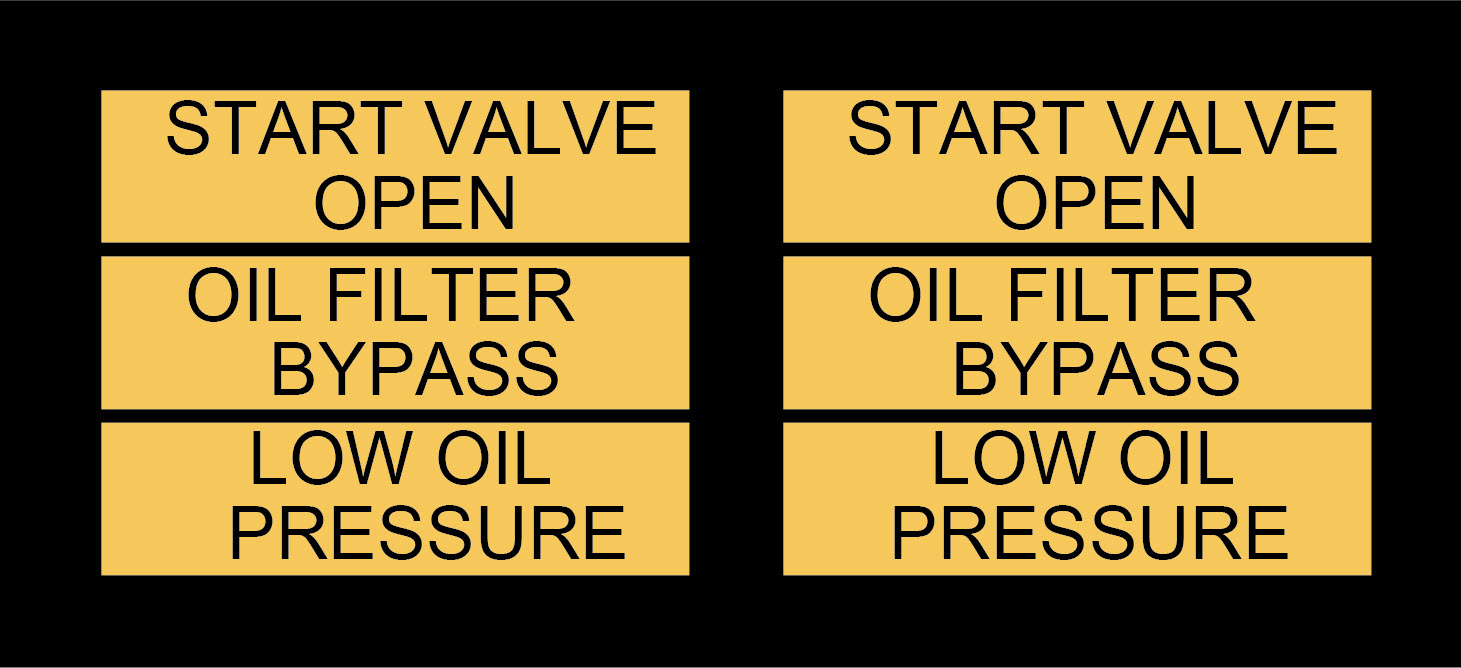 START VALVE
OPEN
OIL FILTER
BYPASS
LOW OIL
PRESSURE
START VALVE
OPEN
OIL FILTER
BYPASS
LOW OIL
PRESSURE